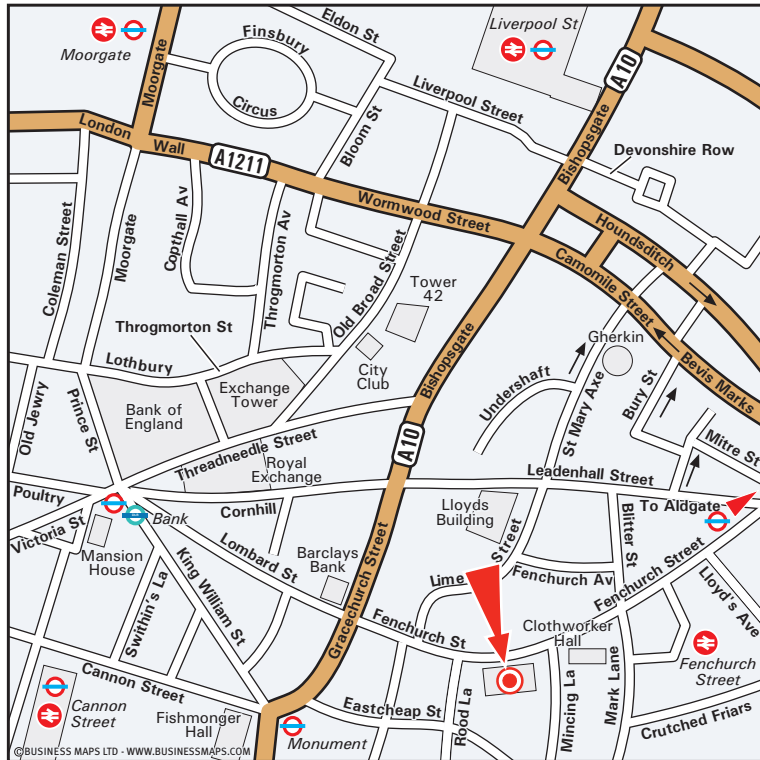 Eldon St
Liverpool St
Moorgate
Moorgate
Finsbury
Circus
A10
Liverpool Street
Bloom St
London
Wall
A1211
Bishopsgate
Devonshire Row
Wormwood Street
Houndsditch
Coleman Street
Moorgate
Copthall Av
Throgmorton Av
Old Broad Street
Camomile Street
Tower
42
Throgmorton St
Gherkin
Lothbury
City
Club
Bishopsgate
Undershaft
St Mary Axe
Bury St
Bevis Marks
Old Jewry
Prince St
Bank of
England
Exchange
Tower
Threadneedle Street
A10
Mitre St
Royal
Exchange
Leadenhall Street
Poultry
Cornhill
Lloyds
Building
To Aldgate
Victoria St
Bank
Mansion
House
King William St
Lombard St
Barclays
Bank
Gracechurch Street
Lime Street
Fenchurch Av
Blitter St
Fenchurch Street
Lloyd's Ave
Swithin's La
Fenchurch St
Clothworker
Hall
Fenchurch
Street
Cannon Street
Cannon
Street
Fishmonger
Hall
Monument
Eastcheap St
Rood La
Mincing La
Mark Lane
Crutched Friars
©BUSINESS MAPS LTD - WWW.BUSINESSMAPS.COM